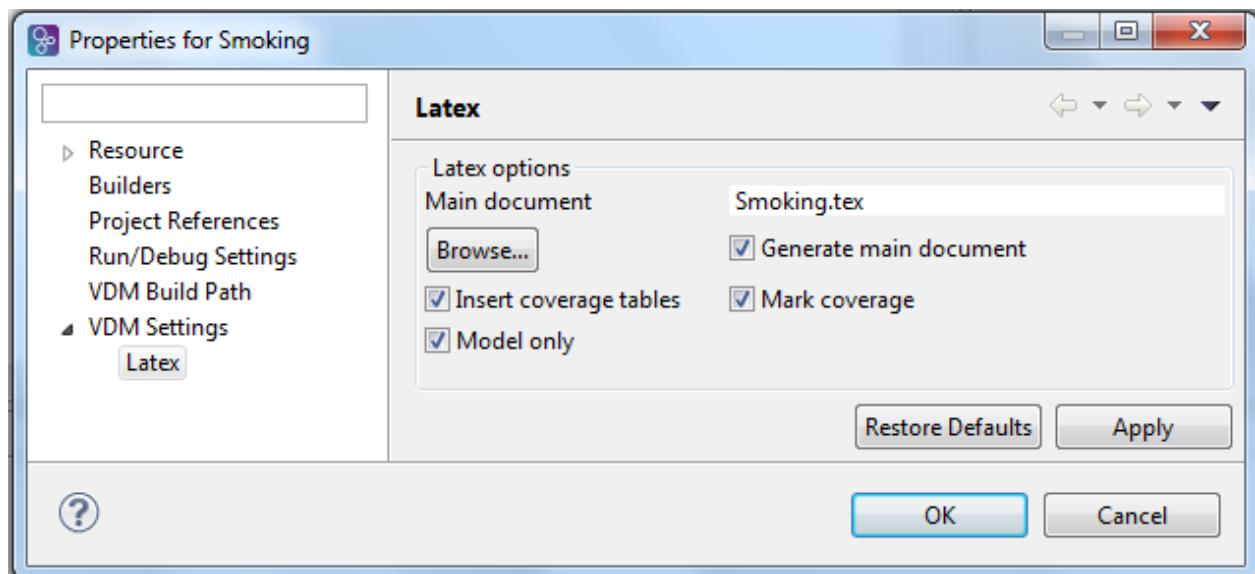 Properties for Smoking
X
Resource
Builders
Project References
Run/Debug Settings
VDM Build Path
VDM Settings
Latex
Latex
Latex options
Main document
Smoking.tex
Browse...
Generate main document
Insert coverage tables
Mark coverage
Model only
Restore Defaults
Apply
?
OK
Cancel